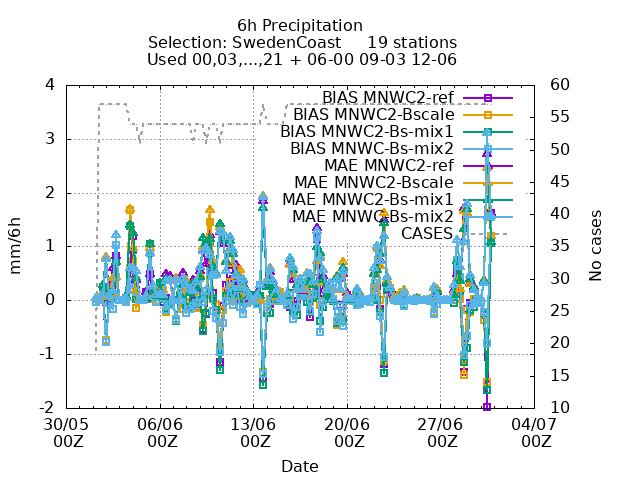 6h Precipitation
Selection: SwedenCoast 19 stations
Used 00,03,...,21 + 06-00 09-03 12-06
4 60
BIAS MNWC2-ref
55
BIAS MNWC2-Bscale
3 BIAS MNWC2-Bs-mix1
50
BIAS MNWC-Bs-mix2
MAE MNWC2-ref
45
MAE MNWC2-Bscale
2 MAE MNWC2-Bs-mix1
40
MAE MNWC-Bs-mix2
CASES
1 35
mm/6h
No cases
30
0
25
20
-1
15
-2 10
30/05 06/06 13/06 20/06 27/06 04/07
00Z 00Z 00Z 00Z 00Z 00Z
Date